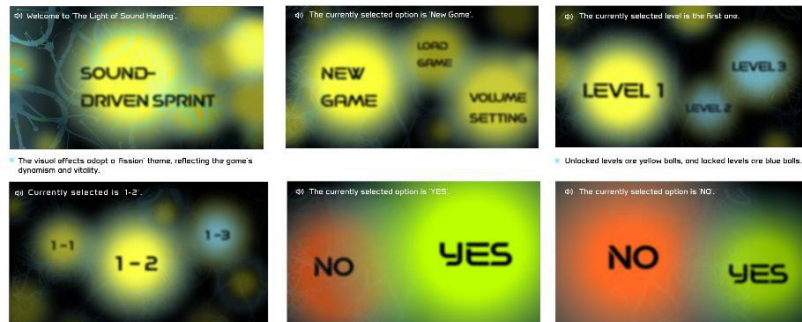 Welcome to 'The Light of Sound Healing'.
SOUND-
DRIVEN SPRINT
The currently selected option is 'New Game'.
NEW
GAME
LOAD
GAME
VOLUME
SETTING
The currently selected level is the first one.
LEVEL 1
LEVEL 2
LEVEL 3
The visual effects adopt a 'fission' theme, reflecting the game's
dynamism and vitality.
Unlocked levels are yellow balls, and locked levels are blue balls.
Currently selected is '1-2'.
1-1
1-2
1-3
The currently selected option is 'YES'
NO
YES
The currently selected option is 'NO'.
NO
YES